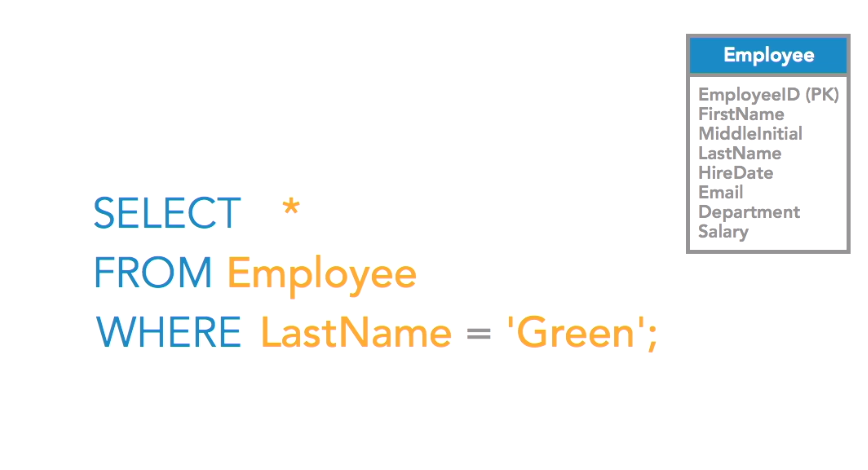 Employee
EmployeeID (PK)
FirstName
MiddleInitial
LastName
HireDate
Email
Department
Salary
SELECT *
FROM Employee
WHERE LastName = 'Green';